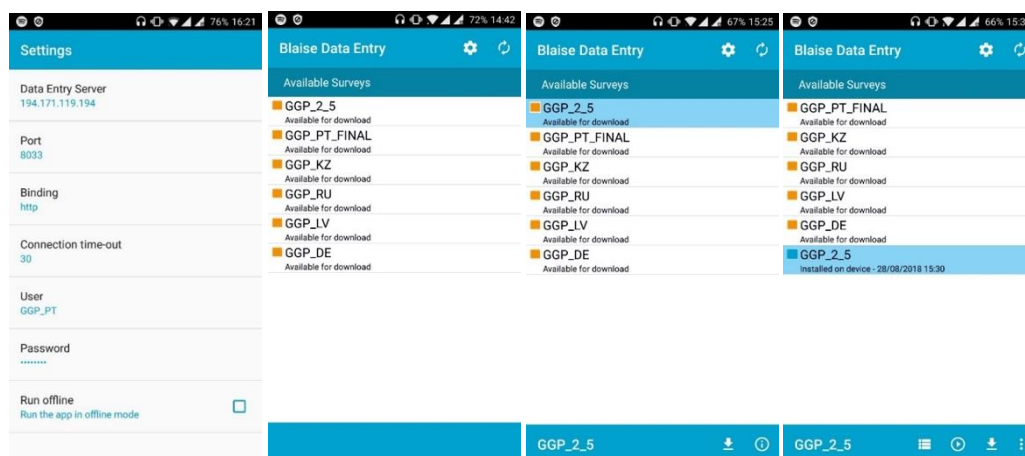 76% 16:21
Settings
Data Entry Server
194.171.119.194
Port
8033
Binding
http
Connection time-out
30
User
GGP_PT
Password
········
Run offline
Run the app in offline mode
72% 14:42
Blaise Data Entry
Available Surveys
GGP_2_5
Available for download
GGP_PT_FINAL
Available for download
GGP_KZ
Available for download
GGP_RU
Available for download
GGP_LV
Available for download
GGP_DE
Available for download
67% 15:25
Blaise Data Entry
Available Surveys
GGP_2_5
Available for download
GGP_PT_FINAL
Available for download
GGP_KZ
Available for download
GGP_RU
Available for download
GGP_LV
Available for download
GGP_DE
Available for download
GGP_2_5
66% 15:3
Blaise Data Entry
Available Surveys
GGP_PT_FINAL
Available for download
GGP_KZ
Available for download
GGP_RU
Available for download
GGP_LV
Available for download
GGP_DE
Available for download
GGP_2_5
Installed on device - 28/08/2018 15:30
GGP_2_5